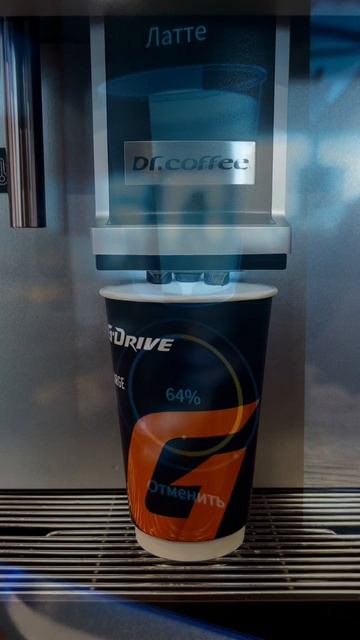 Латте
Dr.coffee
G-DRIVE
64%
Отменить